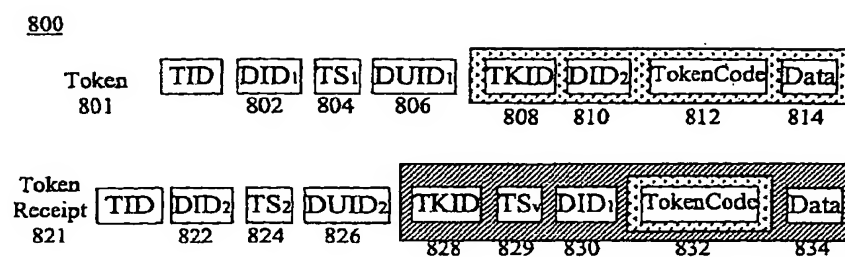 800
Token TID DID₁ TS₁ DUID₁ TKID DID₂ TokenCode Data
801 802 804 806 808 810 812 814
Token
Receipt TID DID₂ TS₂ DUID₂ TKID TSᵥ DID₁ TokenCode Data
821 822 824 826 828 829 830 832 834